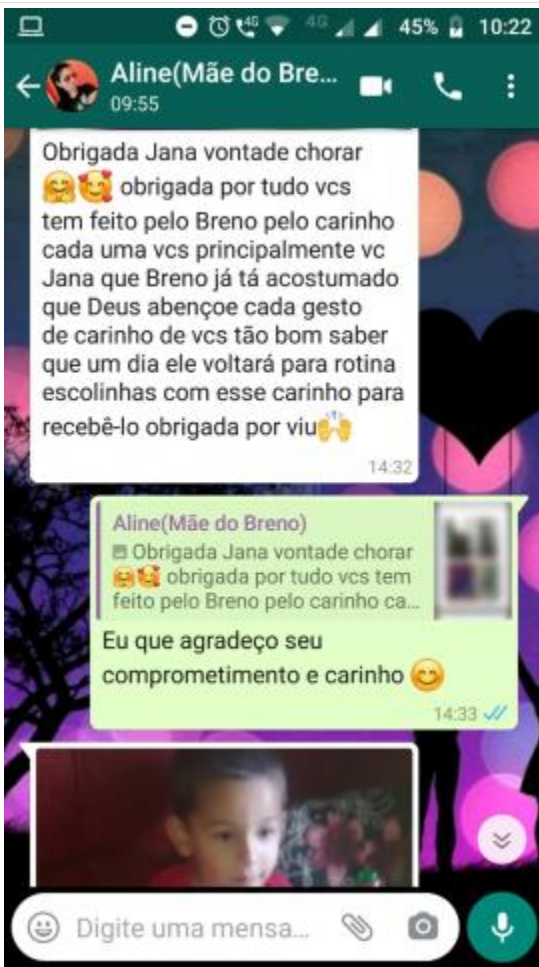 4G 4G 45% 10:22
Aline(Mãe do Bre...
09:55
Obrigada Jana vontade chorar
🤗🥰 obrigada por tudo vcs
tem feito pelo Breno pelo carinho
cada uma vcs principalmente vc
Jana que Breno já tá acostumado
que Deus abençoe cada gesto
de carinho de vcs tão bom saber
que um dia ele voltará para rotina
escolinhas com esse carinho para
recebê-lo obrigada por viu🙌
14:32
Aline(Mãe do Breno)
Obrigada Jana vontade chorar
🤗🥰 obrigada por tudo vcs tem
feito pelo Breno pelo carinho ca...
Eu que agradeço seu
comprometimento e carinho 😊
14:33
Digite uma mensa...